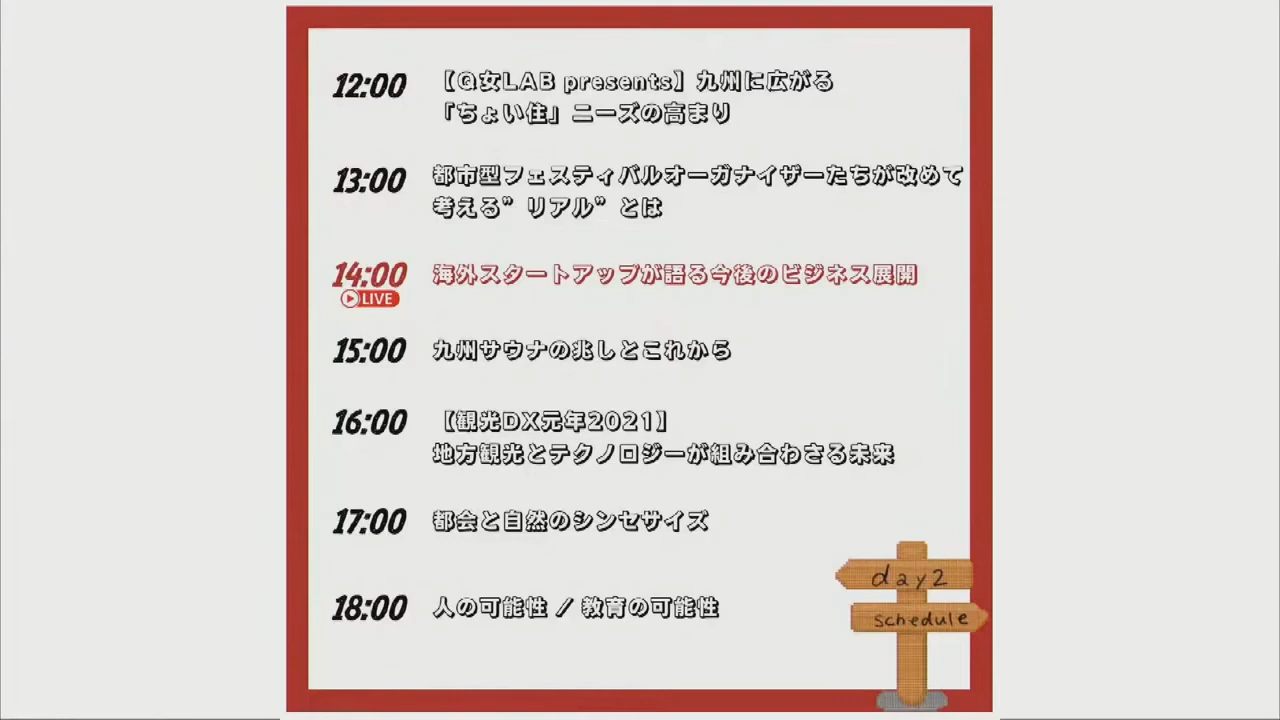 12:00
【Q女LAB presents】九州に広がる
「ちょい住」ニーズの高まり
13:00
都市型フェスティバルオーガナイザーたちが改めて
考える”リアル”とは
14:00
LIVE
海外スタートアップが語る今後のビジネス展開
15:00
九州サウナの兆しとこれから
16:00
【観光DX元年2021】
地方観光とテクノロジーが組み合わさる未来
17:00
都会と自然のシンセサイズ
18:00
人の可能性 / 教育の可能性
day2
schedule